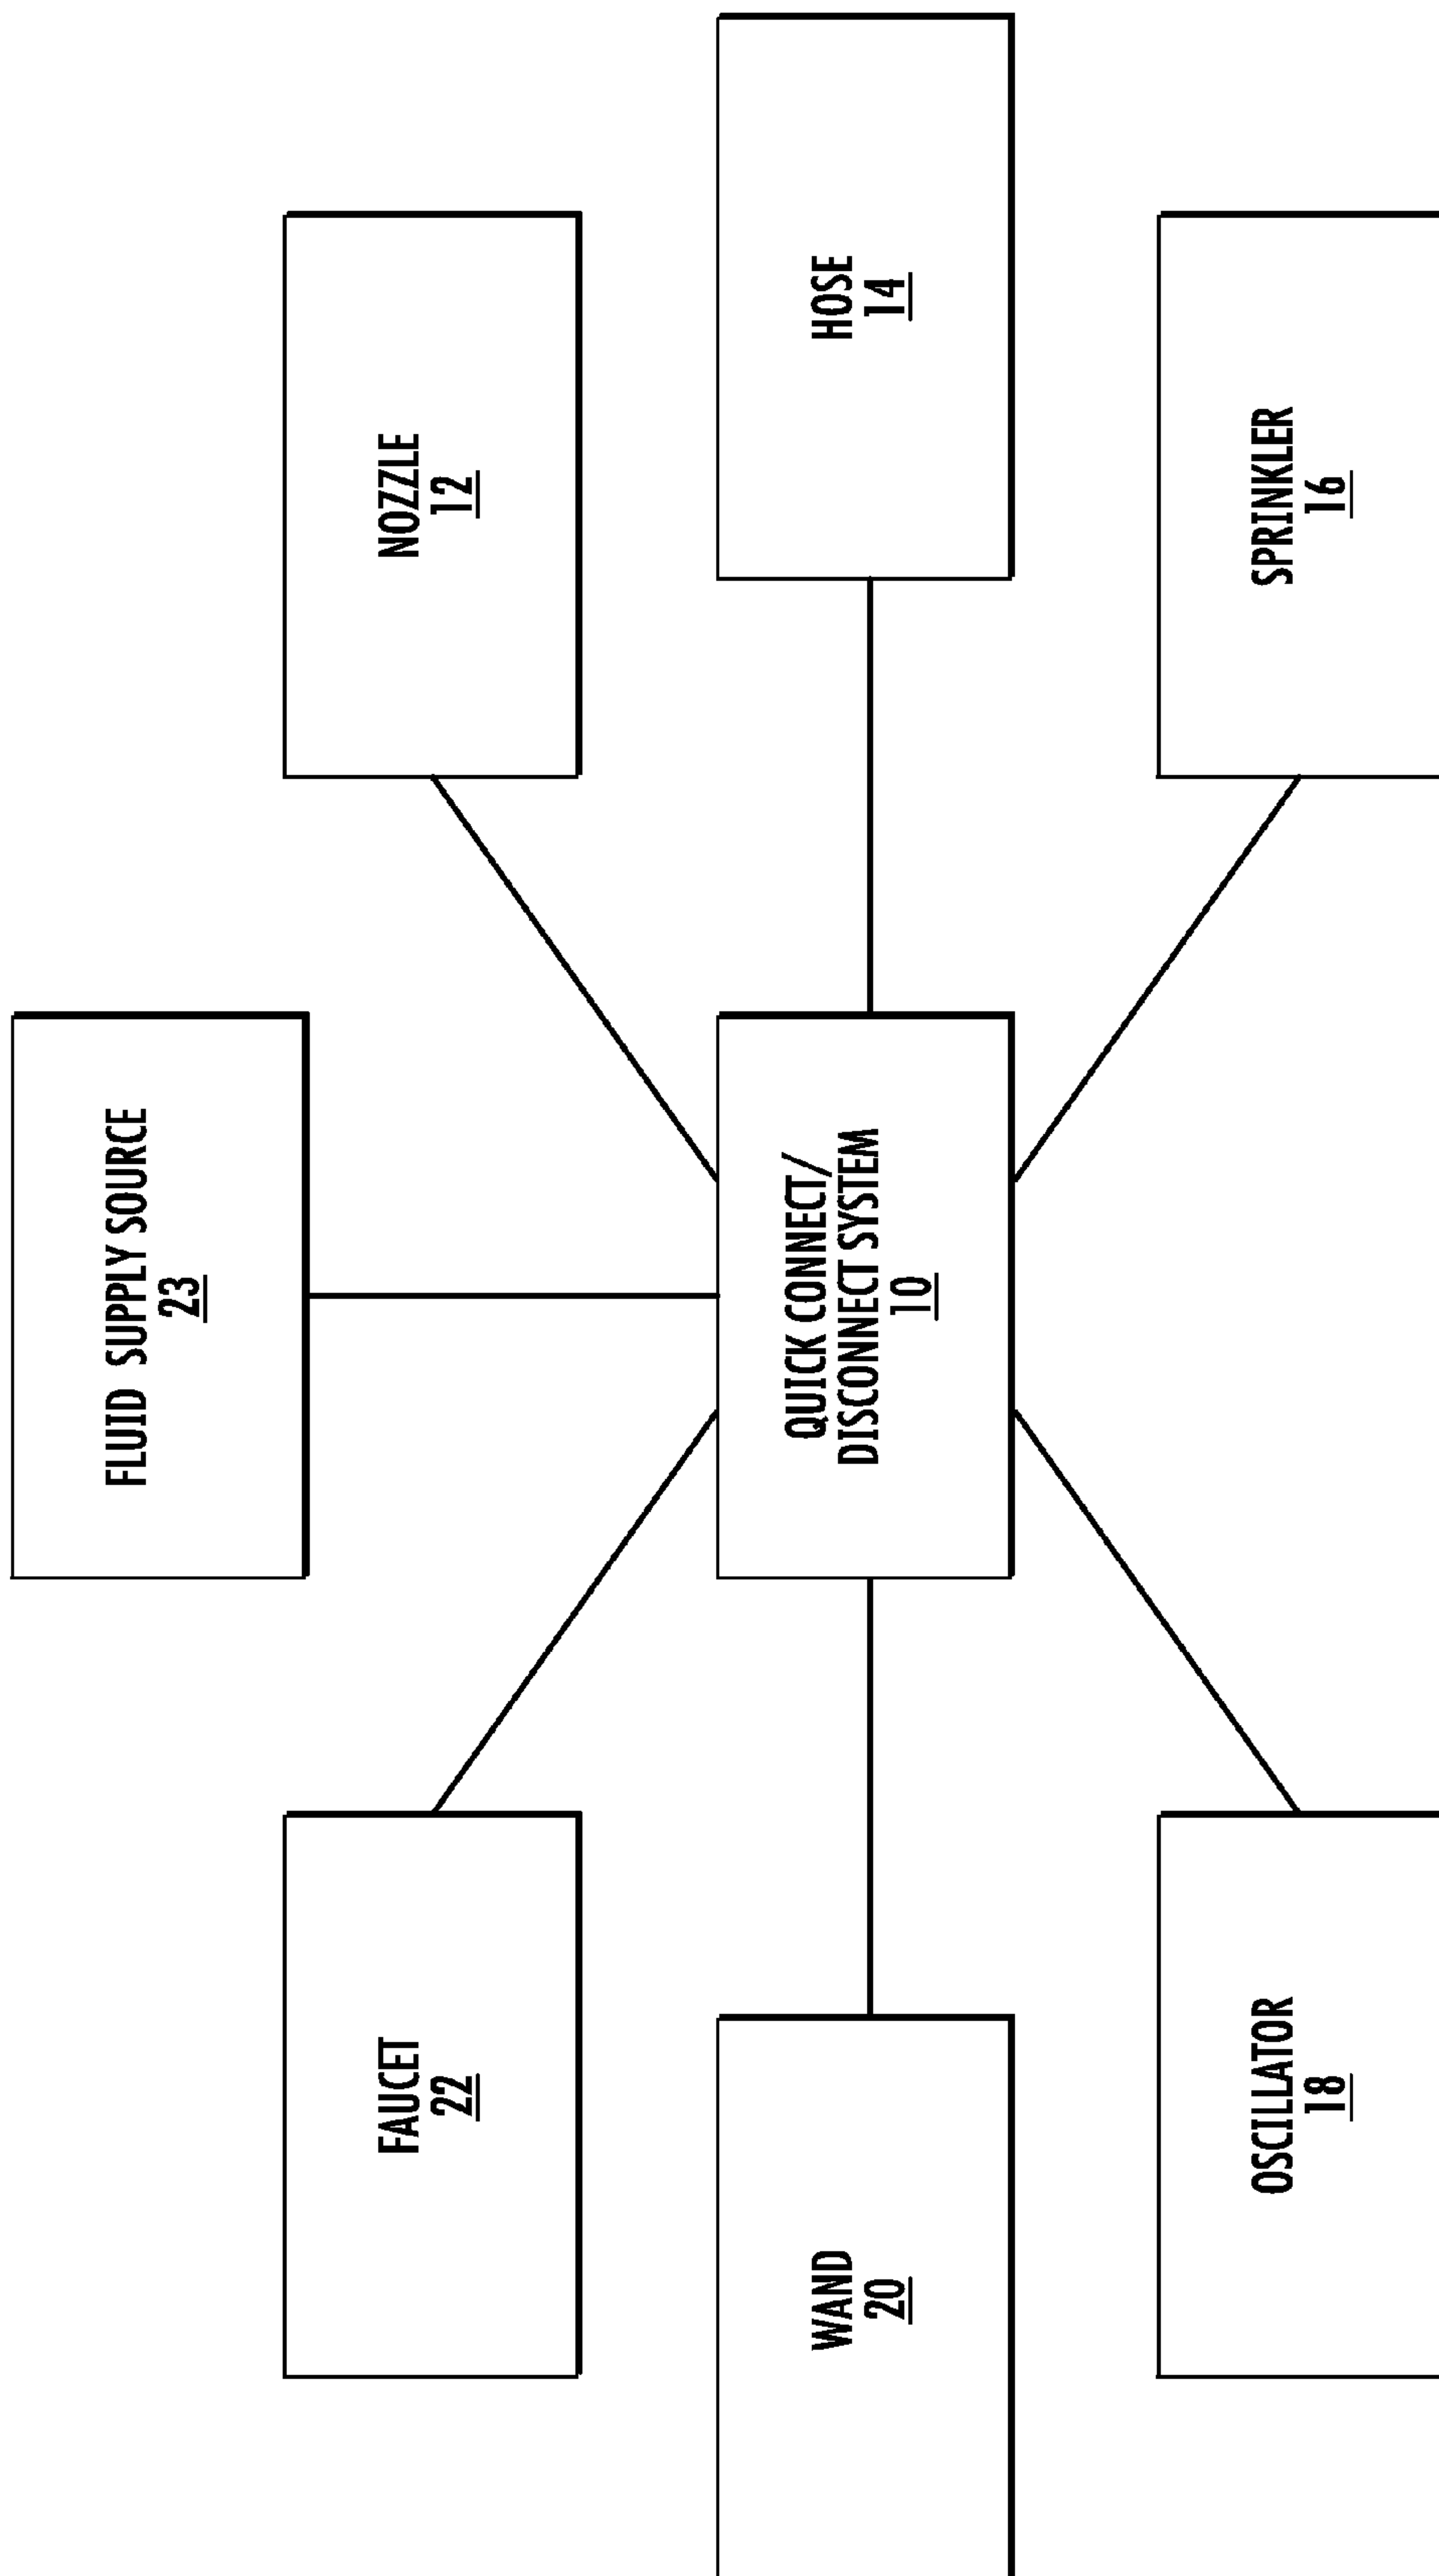 FLUID SUPPLY SOURCE
23
FAUCET
22
NOZZLE
12
WAND
20
QUICK CONNECT/
DISCONNECT SYSTEM
10
HOSE
14
OSCILLATOR
18
SPRINKLER
16